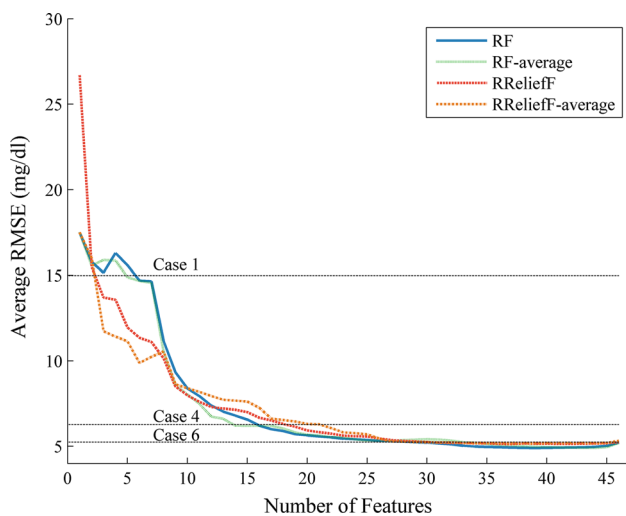 30
25
20
15
10
5
Average RMSE (mg/dl)
RF
RF-average
RReliefF
RReliefF-average
Case 1
Case 4
Case 6
0 5 10 15 20 25 30 35 40 45
Number of Features